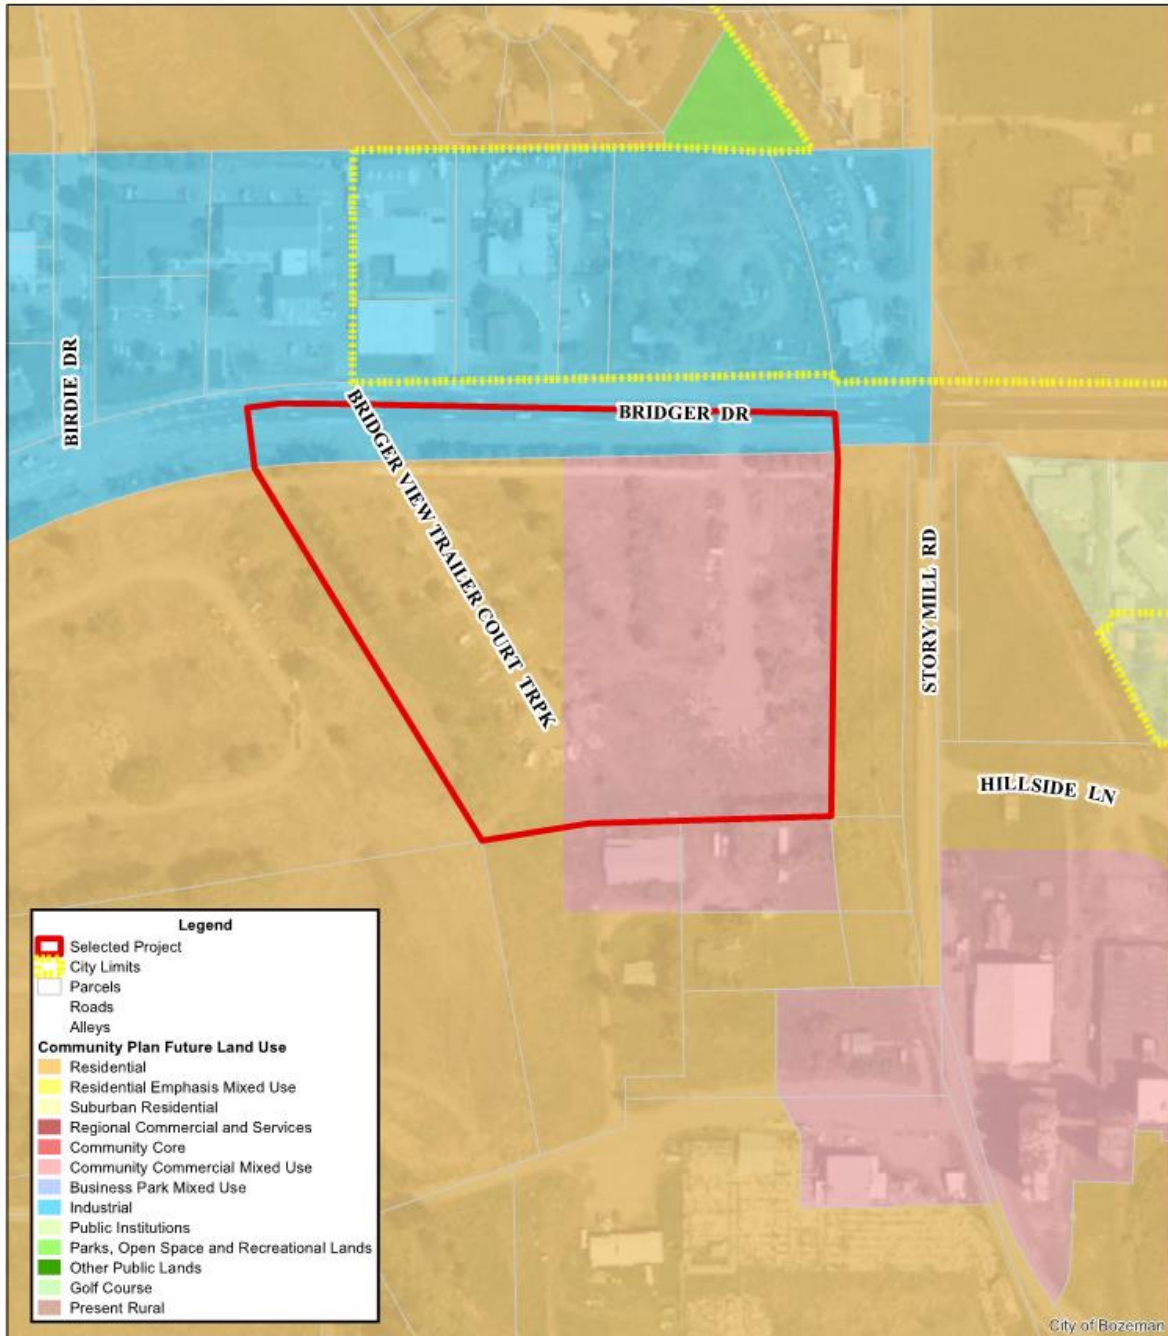 BIRDIE DR
BRIDGER DR
BRIDGER VIEW TRAILER COURT TRPK
STORY MILL RD
HILLSIDE LN
Legend
Selected Project
City Limits
Parcels
Roads
Alleys
Community Plan Future Land Use
Residential
Residential Emphasis Mixed Use
Suburban Residential
Regional Commercial and Services
Community Core
Community Commercial Mixed Use
Business Park Mixed Use
Industrial
Public Institutions
Parks, Open Space and Recreational Lands
Other Public Lands
Golf Course
Present Rural
City of Bozeman